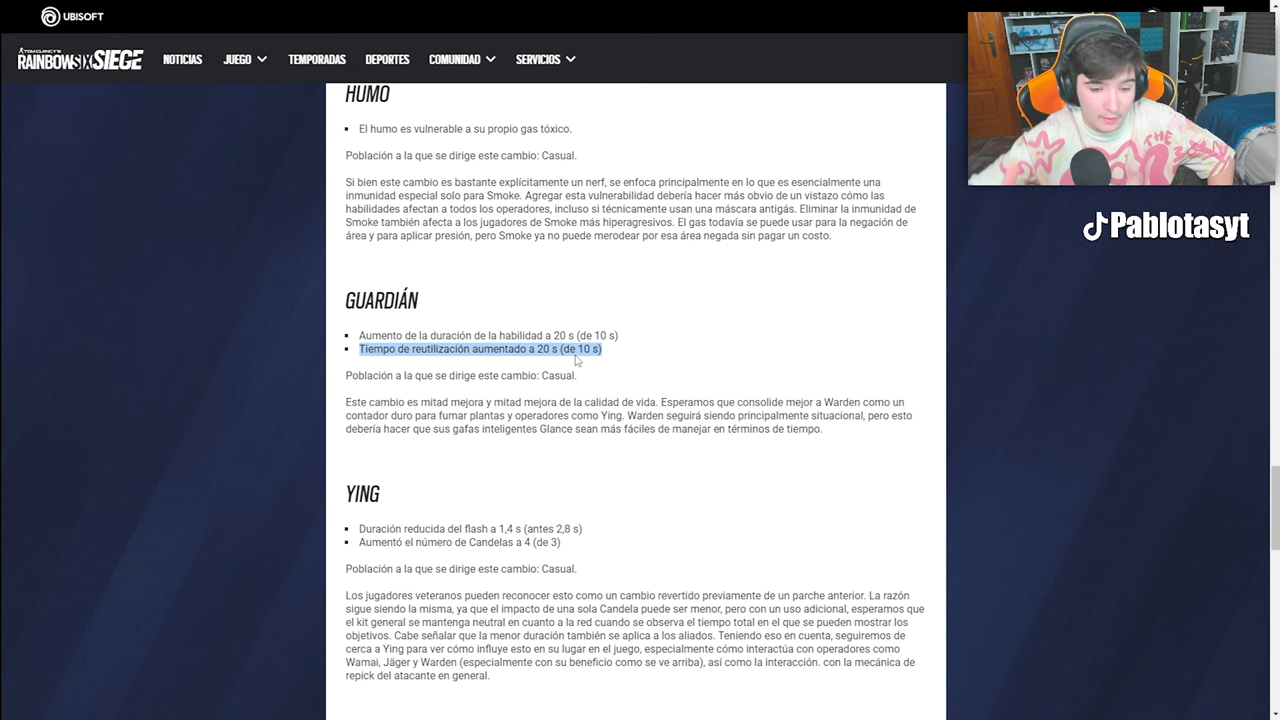 UBISOFT
TOM CLANCY'S
RAINBOWSIX SIEGE
NOTICIAS
JUEGO
TEMPORADAS
DEPORTES
COMUNIDAD
SERVICIOS
HUMO
▪ El humo es vulnerable a su propio gas tóxico.
Población a la que se dirige este cambio: Casual.
Si bien este cambio es bastante explícitamente un nerf, se enfoca principalmente en lo que es esencialmente una
inmunidad especial solo para Smoke. Agregar esta vulnerabilidad debería hacer más obvio de un vistazo cómo las
habilidades afectan a todos los operadores, incluso si técnicamente usan una máscara antigás. Eliminar la inmunidad de
Smoke también afecta a los jugadores de Smoke más hiperagresivos. El gas todavía se puede usar para la negación de
área y para aplicar presión, pero Smoke ya no puede merodear por esa área negada sin pagar un costo.
THE
Pablotasyt
GUARDIÁN
▪ Aumento de la duración de la habilidad a 20 s (de 10 s)
▪ Tiempo de reutilización aumentado a 20 s (de 10 s)
Población a la que se dirige este cambio: Casual.
Este cambio es mitad mejora y mitad mejora de la calidad de vida. Esperamos que consolide mejor a Warden como un
contador duro para fumar plantas y operadores como Ying. Warden seguirá siendo principalmente situacional, pero esto
debería hacer que sus gafas inteligentes Glance sean más fáciles de manejar en términos de tiempo.
YING
▪ Duración reducida del flash a 1,4 s (antes 2,8 s)
▪ Aumentó el número de Candelas a 4 (de 3)
Población a la que se dirige este cambio: Casual.
Los jugadores veteranos pueden reconocer esto como un cambio revertido previamente de un parche anterior. La razón
sigue siendo la misma, ya que el impacto de una sola Candela puede ser menor, pero con un uso adicional, esperamos que
el kit general se mantenga neutral en cuanto a la red cuando se observa el tiempo total en el que se pueden mostrar los
objetivos. Cabe señalar que la menor duración también se aplica a los aliados. Teniendo eso en cuenta, seguiremos de
cerca a Ying para ver cómo influye esto en su lugar en el juego, especialmente cómo interactúa con operadores como
Wamai, Jäger y Warden (especialmente con su beneficio como se ve arriba), así como la interacción. con la mecánica de
repick del atacante en general.